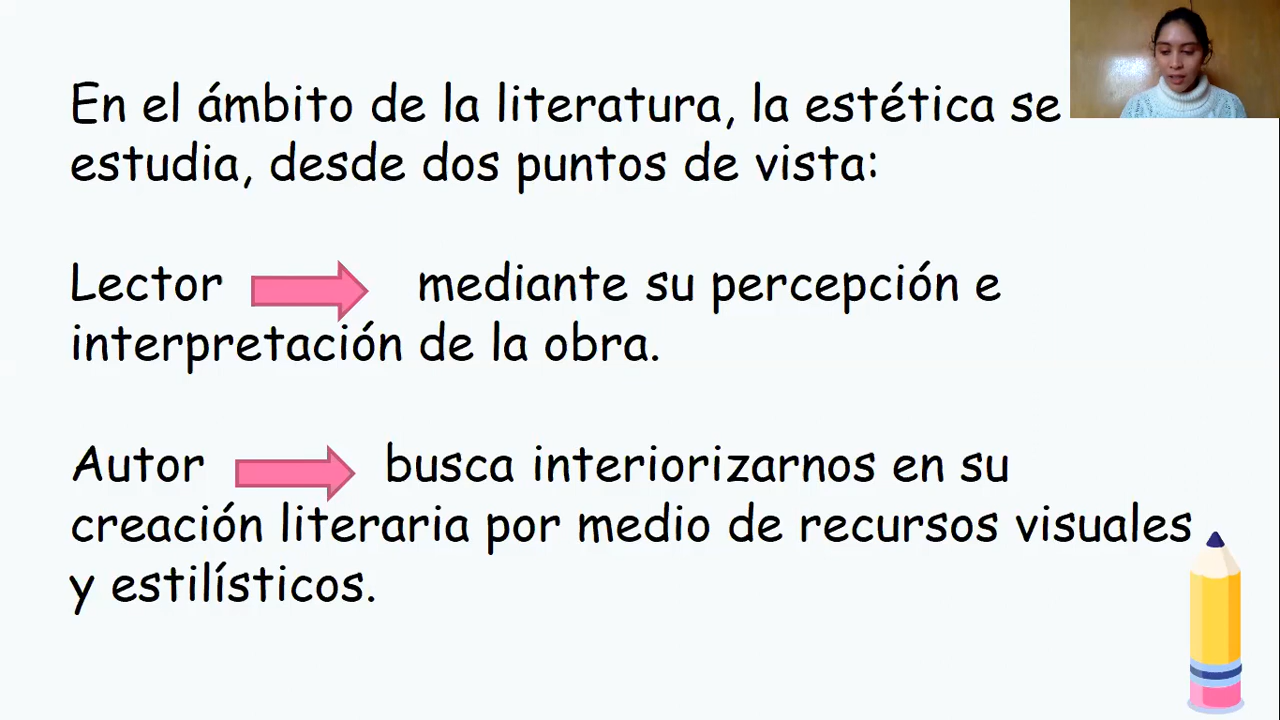 En el ámbito de la literatura, la estética se
estudia, desde dos puntos de vista:
Lector mediante su percepción e
interpretación de la obra.
Autor busca interiorizarnos en su
creación literaria por medio de recursos visuales
y estilísticos.